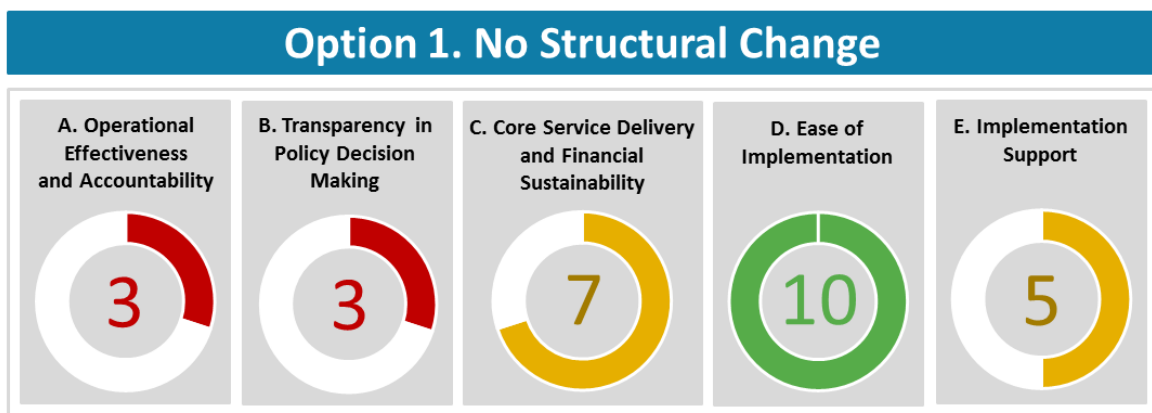 Option 1. No Structural Change
A. Operational
Effectiveness
and Accountability
3
B. Transparency in
Policy Decision
Making
3
C. Core Service Delivery
and Financial
Sustainability
7
D. Ease of
Implementation
10
E. Implementation
Support
5